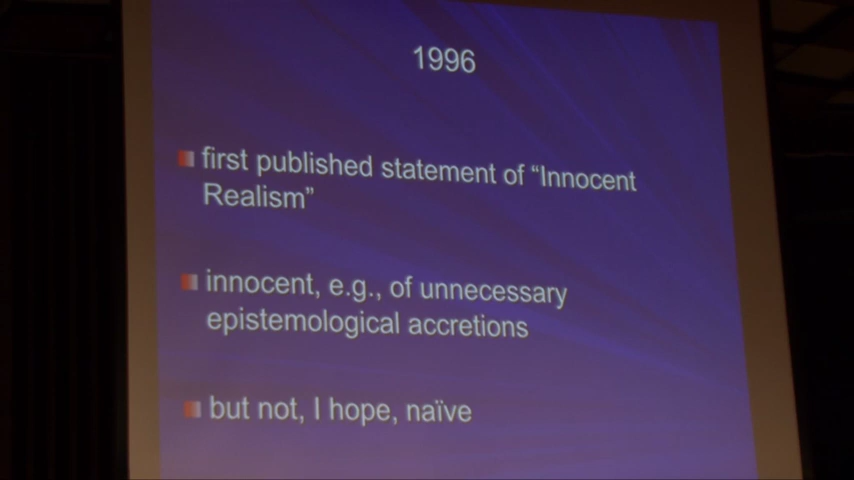 1996
first published statement of “Innocent
Realism”
innocent, e.g., of unnecessary
epistemological accretions
but not, I hope, naïve